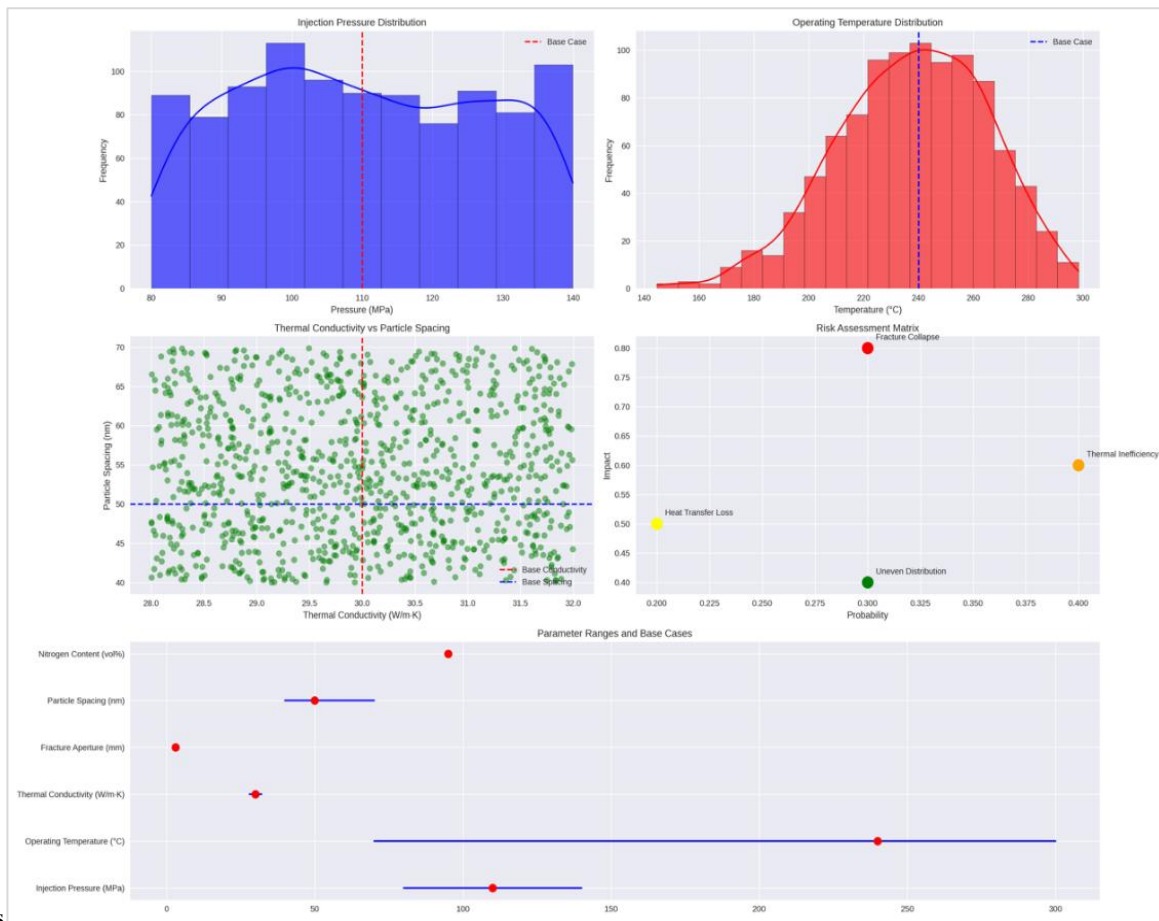 Injection Pressure Distribution
Base Case
Frequency
100
80
60
40
20
0
80 90 100 110 120 130 140
Pressure (MPa)
Operating Temperature Distribution
Base Case
Frequency
100
80
60
40
20
0
140 160 180 200 220 240 260 280 300
Temperature (°C)
Thermal Conductivity vs Particle Spacing
Particle Spacing (nm)
70
65
60
55
50
45
40
Base Conductivity
Base Spacing
28.0 28.5 29.0 29.5 30.0 30.5 31.0 31.5 32.0
Thermal Conductivity (W/m·K)
Risk Assessment Matrix
Fracture Collapse
Thermal Inefficiency
Heat Transfer Loss
Uneven Distribution
Impact
0.80
0.75
0.70
0.65
0.60
0.55
0.50
0.45
0.40
0.200 0.225 0.250 0.275 0.300 0.325 0.350 0.375 0.400
Probability
Parameter Ranges and Base Cases
Nitrogen Content (vol%)
Particle Spacing (nm)
Fracture Aperture (mm)
Thermal Conductivity (W/m·K)
Operating Temperature (°C)
Injection Pressure (MPa)
0 50 100 150 200 250 300